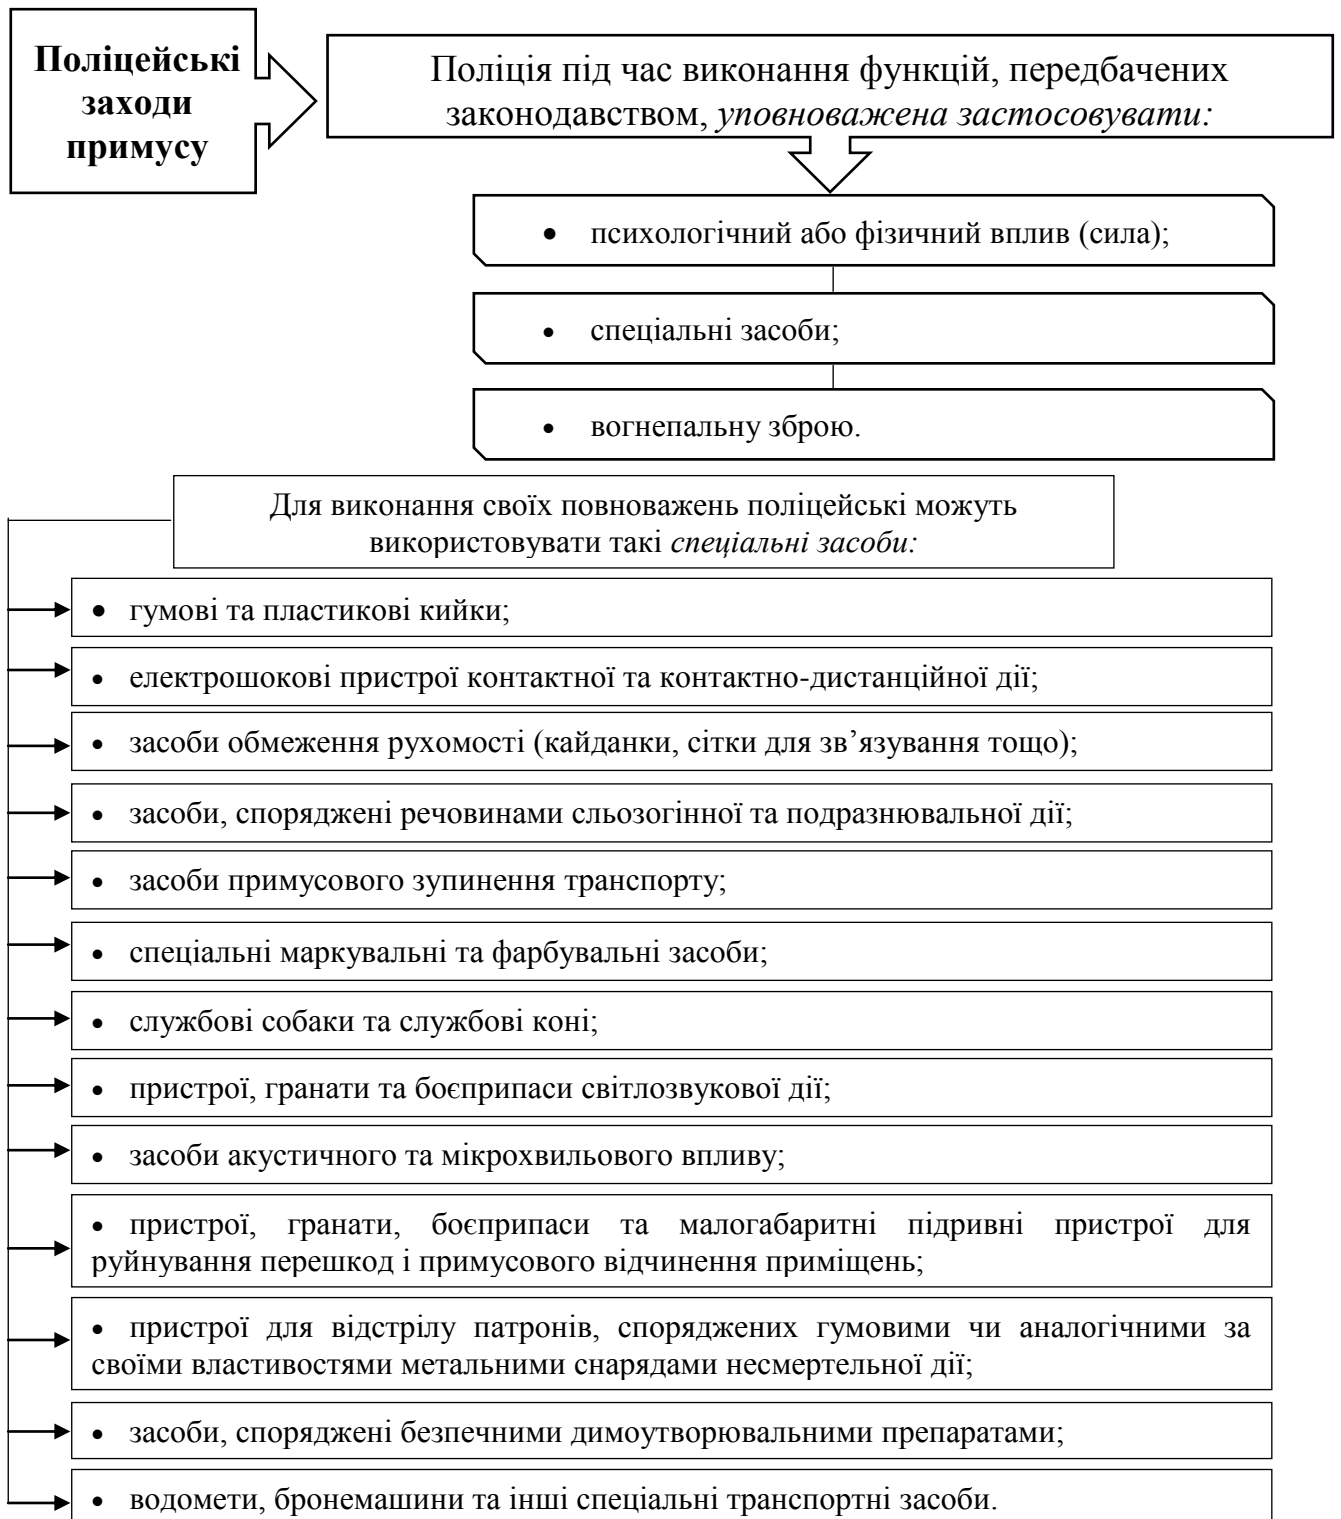 Поліцейські
заходи
примусу
Поліція під час виконання функцій, передбачених
законодавством, уповноважена застосовувати:
• психологічний або фізичний вплив (сила);
• спеціальні засоби;
• вогнепальну зброю.
Для виконання своїх повноважень поліцейські можуть
використовувати такі спеціальні засоби:
• гумові та пластикові кийки;
• електрошокові пристрої контактної та контактно-дистанційної дії;
• засоби обмеження рухомості (кайданки, сітки для зв’язування тощо);
• засоби, споряджені речовинами сльозогінної та подразнювальної дії;
• засоби примусового зупинення транспорту;
• спеціальні маркувальні та фарбувальні засоби;
• службові собаки та службові коні;
• пристрої, гранати та боєприпаси світлозвукової дії;
• засоби акустичного та мікрохвильового впливу;
• пристрої, гранати, боєприпаси та малогабаритні підривні пристрої для
руйнування перешкод і примусового відчинення приміщень;
• пристрої для відстрілу патронів, споряджених гумовими чи аналогічними за
своїми властивостями метальними снарядами несмертельної дії;
• засоби, споряджені безпечними димоутворювальними препаратами;
• водомети, бронемашини та інші спеціальні транспортні засоби.